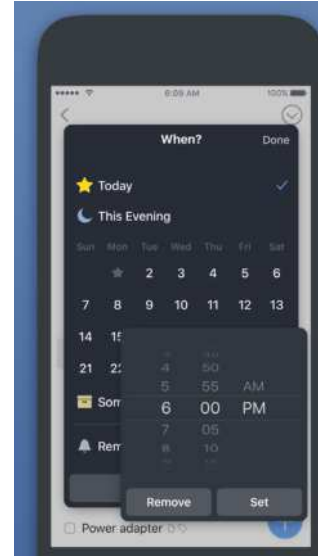 100%
When? Done
Today
This Evening
Sun Mon Tue Wed Thu Fri Sat
2 3 4 5 6
7 8 9 10 11 12 13
14
21
4 50
5 55 AM
6 00 PM
7 05
8 10
Remove Set
Power adapter